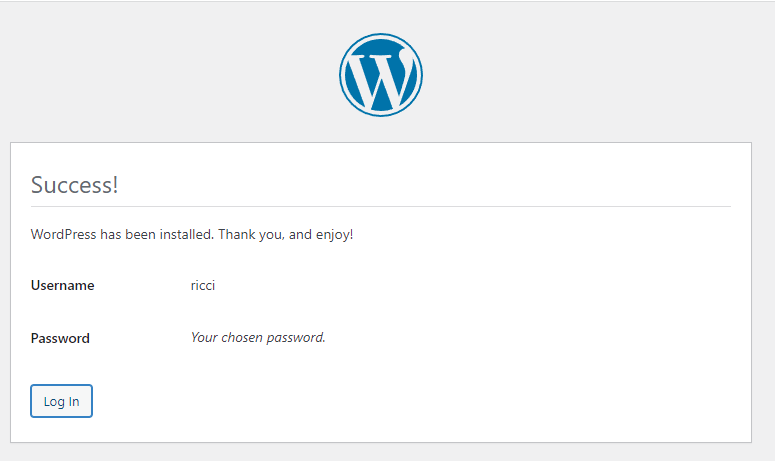 Success!
WordPress has been installed. Thank you, and enjoy!
Username ricci
Password Your chosen password.
Log In